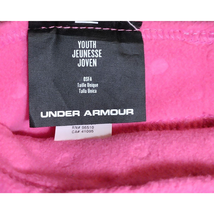 YOUTH
JEUNESSE
JOVEN
OSFA
Taille Unique
Talla Única
UNDER ARMOUR